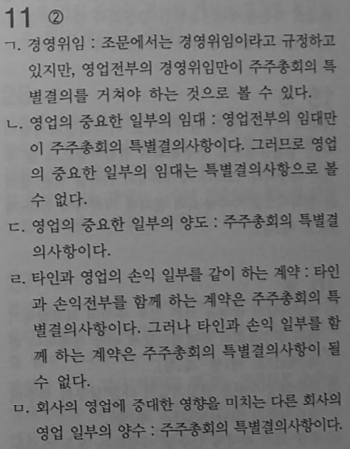 11 ②
ㄱ. 경영위임 : 조문에서는 경영위임이라고 규정하고
있지만, 영업전부의 경영위임만이 주주총회의 특
별결의를 거쳐야 하는 것으로 볼 수 있다.
ㄴ. 영업의 중요한 일부의 임대 : 영업전부의 임대만
이 주주총회의 특별결의사항이다. 그러므로 영업
의 중요한 일부의 임대는 특별결의사항으로 볼
수 없다.
ㄷ. 영업의 중요한 일부의 양도 : 주주총회의 특별결
의사항이다.
ㄹ. 타인과 영업의 손익 일부를 같이 하는 계약 : 타인
과 손익전부를 함께 하는 계약은 주주총회의 특
별결의사항이다. 그러나 타인과 손익 일부를 함
께 하는 계약은 주주총회의 특별결의사항이 될
수 없다.
ㅁ. 회사의 영업에 중대한 영향을 미치는 다른 회사의
영업 일부의 양수 : 주주총회의 특별결의사항이다.